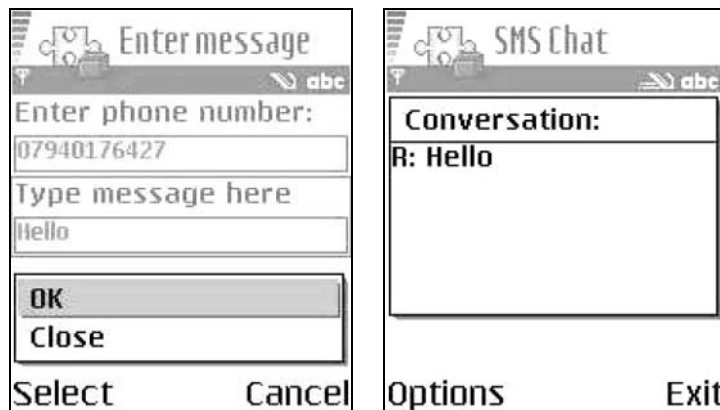 Enter message
abc
Enter phone number:
07940176427
Type message here
Hello
OK
Close
Select Cancel
SMS Chat
abc
Conversation:
R: Hello
Options Exit